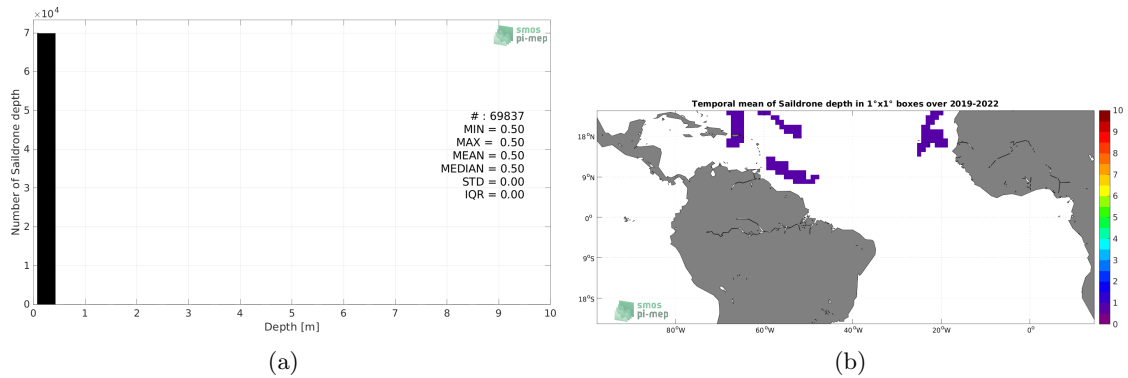 ×10⁴
7
6
5
4
3
2
1
0
Number of Saildrone depth
smos
pi-mep
# : 69837
MIN = 0.50
MAX = 0.50
MEAN = 0.50
MEDIAN = 0.50
STD = 0.00
IQR = 0.00
0 1 2 3 4 5 6 7 8 9 10
Depth [m]
(a)
Temporal mean of Saildrone depth in 1°x1° boxes over 2019-2022
18°N
9°N
0°
9°S
18°S
smos
pi-mep
80°W 60°W 40°W 20°W 0°
10
9
8
7
6
5
4
3
2
1
0
(b)